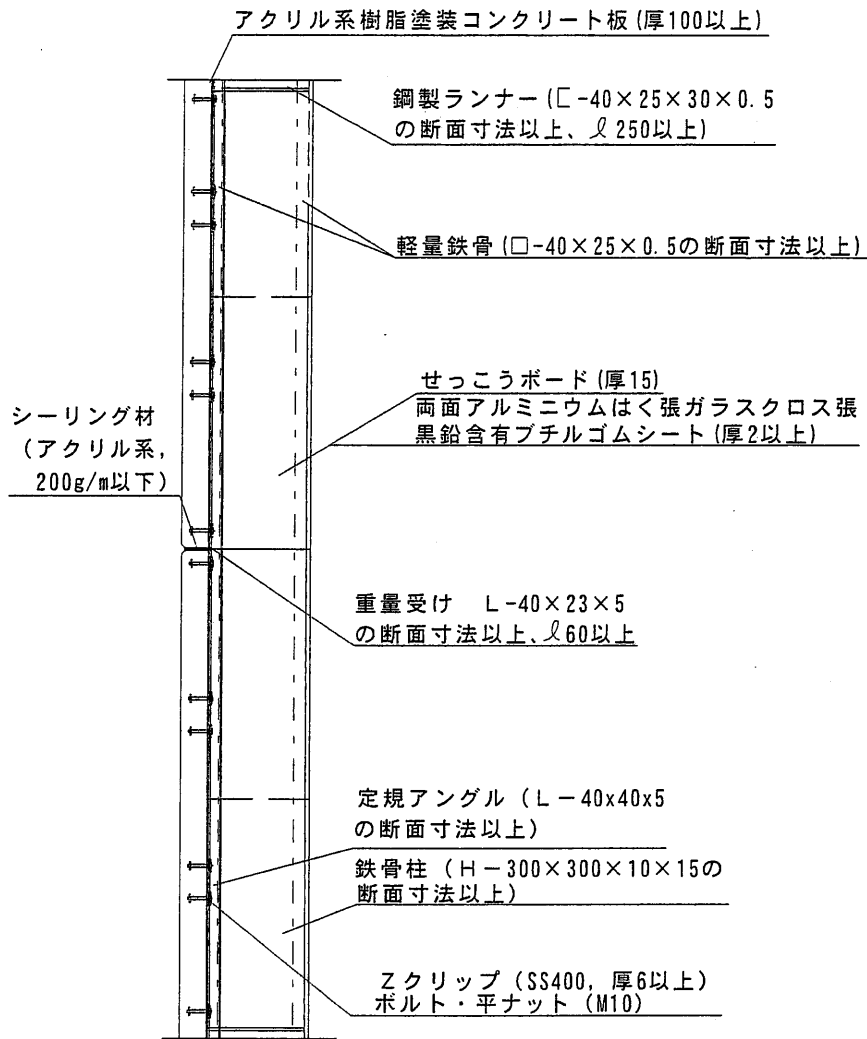 アクリル系樹脂塗装コンクリート板(厚100以上)
鋼製ランナー(⊏-40×25×30×0.5
の断面寸法以上、ℓ250以上)
軽量鉄骨(□-40×25×0.5の断面寸法以上)
せっこうボード(厚15)
両面アルミニウムはく張ガラスクロス張
黒鉛含有ブチルゴムシート(厚2以上)
シーリング材
(アクリル系,
200g/m以下)
重量受け L-40×23×5
の断面寸法以上、ℓ60以上
定規アングル(L-40x40x5
の断面寸法以上)
鉄骨柱(H-300×300×10×15の
断面寸法以上)
Zクリップ(SS400, 厚6以上)
ボルト・平ナット(M10)